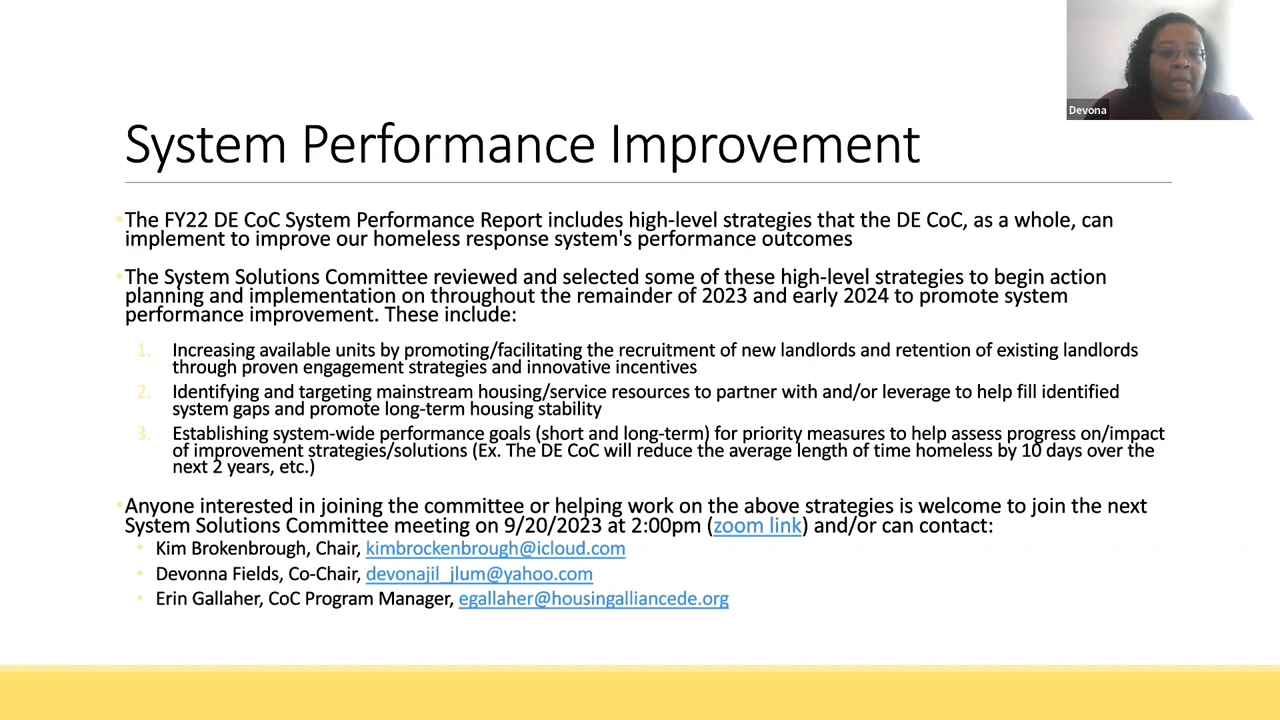 Devona
System Performance Improvement
The FY22 DE CoC System Performance Report includes high-level strategies that the DE CoC, as a whole, can
implement to improve our homeless response system's performance outcomes
The System Solutions Committee reviewed and selected some of these high-level strategies to begin action
planning and implementation on throughout the remainder of 2023 and early 2024 to promote system
performance improvement. These include:
1. Increasing available units by promoting/facilitating the recruitment of new landlords and retention of existing landlords
through proven engagement strategies and innovative incentives
2. Identifying and targeting mainstream housing/service resources to partner with and/or leverage to help fill identified
system gaps and promote long-term housing stability
3. Establishing system-wide performance goals (short and long-term) for priority measures to help assess progress on/impact
of improvement strategies/solutions (Ex. The DE CoC will reduce the average length of time homeless by 10 days over the
next 2 years, etc.)
Anyone interested in joining the committee or helping work on the above strategies is welcome to join the next
System Solutions Committee meeting on 9/20/2023 at 2:00pm (zoom link) and/or can contact:
Kim Brokenbrough, Chair, kimbrockenbrough@icloud.com
Devonna Fields, Co-Chair, devonajil_jlum@yahoo.com
Erin Gallaher, CoC Program Manager, egallaher@housingalliancede.org